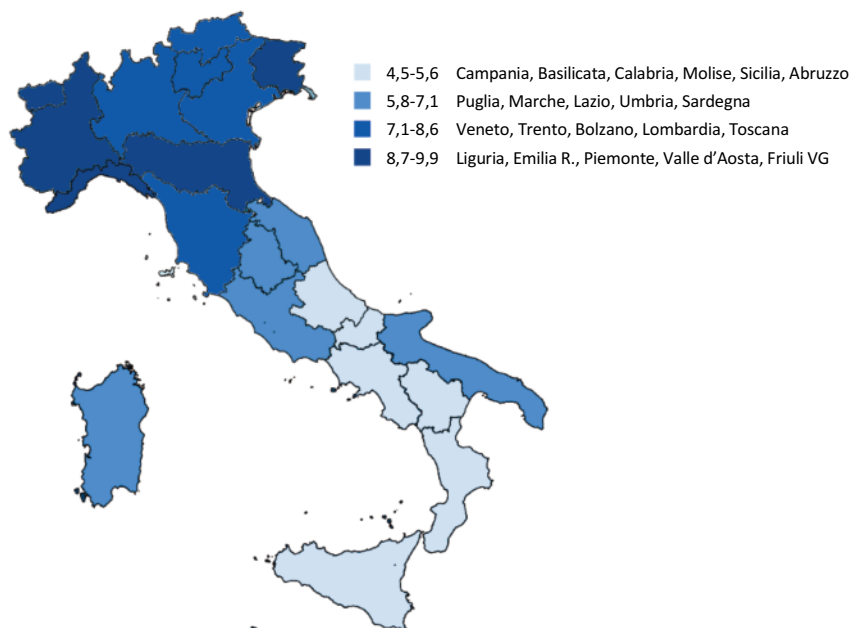 4,5-5,6 Campania, Basilicata, Calabria, Molise, Sicilia, Abruzzo
5,8-7,1 Puglia, Marche, Lazio, Umbria, Sardegna
7,1-8,6 Veneto, Trento, Bolzano, Lombardia, Toscana
8,7-9,9 Liguria, Emilia R., Piemonte, Valle d’Aosta, Friuli VG